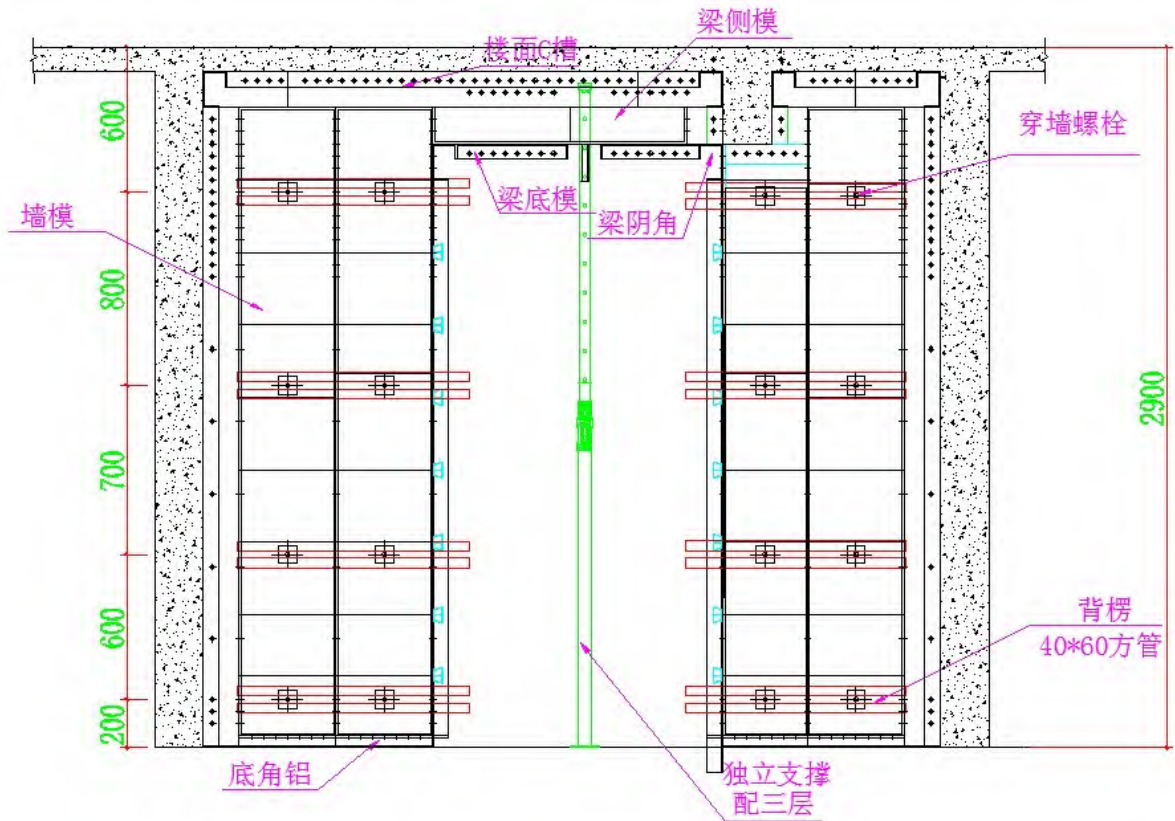 梁侧模
楼面C槽
600
穿墙螺栓
梁底模
梁阴角
墙模
800
2900
700
背楞
40*60方管
600
200
底角铝
独立支撑
配三层